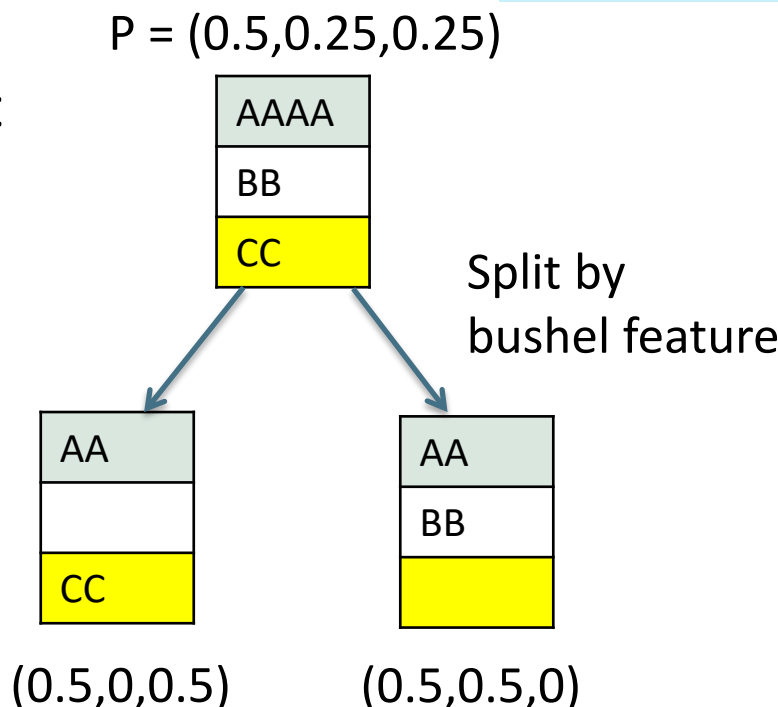 P = (0.5,0.25,0.25)
AAAA
BB
CC
Split by
bushel feature
AA
CC
AA
BB
(0.5,0,0.5)
(0.5,0.5,0)